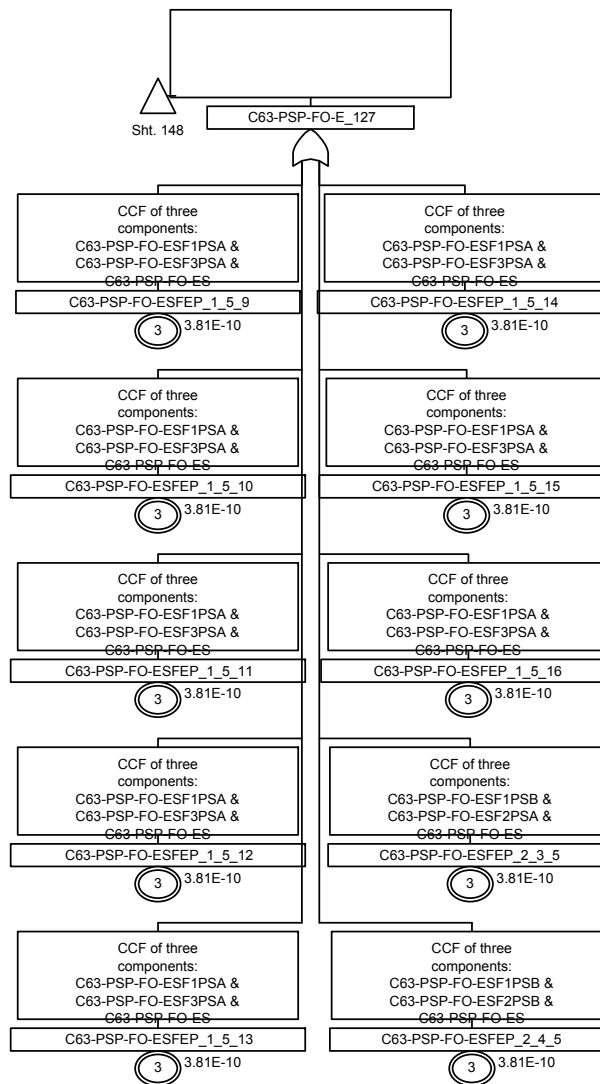 Sht. 148
C63-PSP-FO-E_127
CCF of three
components:
C63-PSP-FO-ESF1PSA &
C63-PSP-FO-ESF3PSA &
C63-PSP-FO-ES
C63-PSP-FO-ESFEP_1_5_9
3
3.81E-10
CCF of three
components:
C63-PSP-FO-ESF1PSA &
C63-PSP-FO-ESF3PSA &
C63-PSP-FO-ES
C63-PSP-FO-ESFEP_1_5_14
3
3.81E-10
CCF of three
components:
C63-PSP-FO-ESF1PSA &
C63-PSP-FO-ESF3PSA &
C63-PSP-FO-ES
C63-PSP-FO-ESFEP_1_5_10
3
3.81E-10
CCF of three
components:
C63-PSP-FO-ESF1PSA &
C63-PSP-FO-ESF3PSA &
C63-PSP-FO-ES
C63-PSP-FO-ESFEP_1_5_15
3
3.81E-10
CCF of three
components:
C63-PSP-FO-ESF1PSA &
C63-PSP-FO-ESF3PSA &
C63-PSP-FO-ES
C63-PSP-FO-ESFEP_1_5_11
3
3.81E-10
CCF of three
components:
C63-PSP-FO-ESF1PSA &
C63-PSP-FO-ESF3PSA &
C63-PSP-FO-ES
C63-PSP-FO-ESFEP_1_5_16
3
3.81E-10
CCF of three
components:
C63-PSP-FO-ESF1PSA &
C63-PSP-FO-ESF3PSA &
C63-PSP-FO-ES
C63-PSP-FO-ESFEP_1_5_12
3
3.81E-10
CCF of three
components:
C63-PSP-FO-ESF1PSB &
C63-PSP-FO-ESF2PSA &
C63-PSP-FO-ES
C63-PSP-FO-ESFEP_2_3_5
3
3.81E-10
CCF of three
components:
C63-PSP-FO-ESF1PSA &
C63-PSP-FO-ESF3PSA &
C63-PSP-FO-ES
C63-PSP-FO-ESFEP_1_5_13
3
3.81E-10
CCF of three
components:
C63-PSP-FO-ESF1PSB &
C63-PSP-FO-ESF2PSB &
C63-PSP-FO-ES
C63-PSP-FO-ESFEP_2_4_5
3
3.81E-10